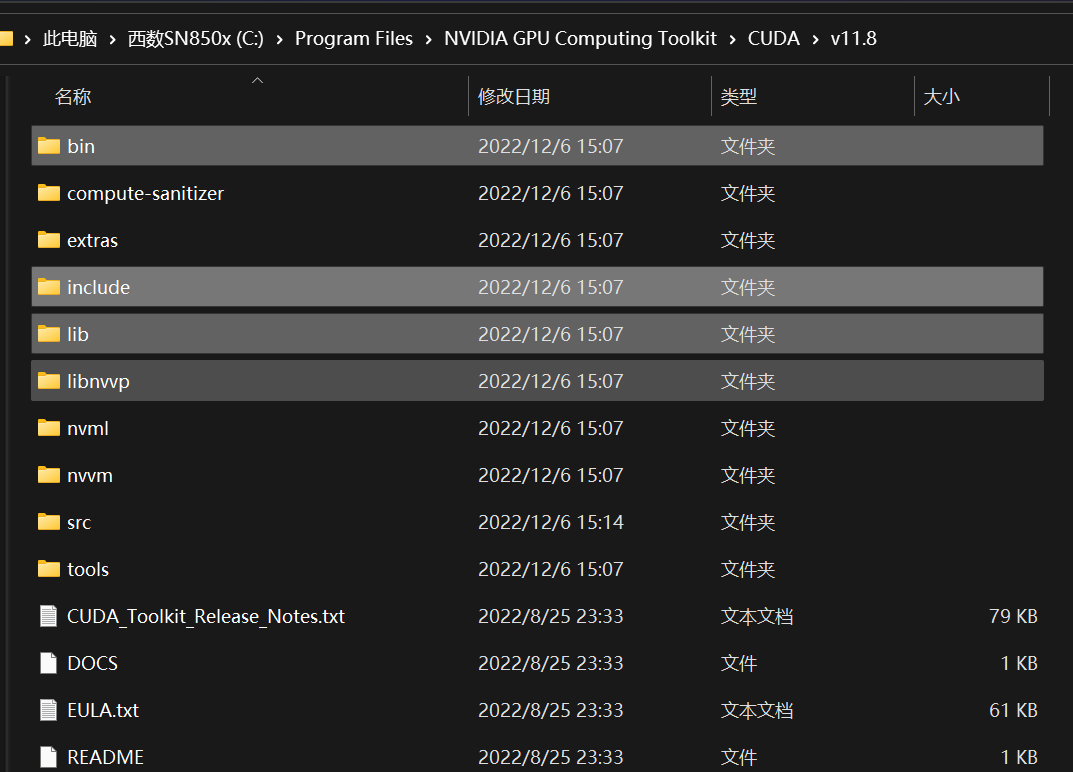 此电脑 › 西数SN850x (C:) › Program Files › NVIDIA GPU Computing Toolkit › CUDA › v11.8
名称 修改日期 类型 大小
bin 2022/12/6 15:07 文件夹
compute-sanitizer 2022/12/6 15:07 文件夹
extras 2022/12/6 15:07 文件夹
include 2022/12/6 15:07 文件夹
lib 2022/12/6 15:07 文件夹
libnvvp 2022/12/6 15:07 文件夹
nvml 2022/12/6 15:07 文件夹
nvvm 2022/12/6 15:07 文件夹
src 2022/12/6 15:14 文件夹
tools 2022/12/6 15:07 文件夹
CUDA_Toolkit_Release_Notes.txt 2022/8/25 23:33 文本文档 79 KB
DOCS 2022/8/25 23:33 文件 1 KB
EULA.txt 2022/8/25 23:33 文本文档 61 KB
README 2022/8/25 23:33 文件 1 KB